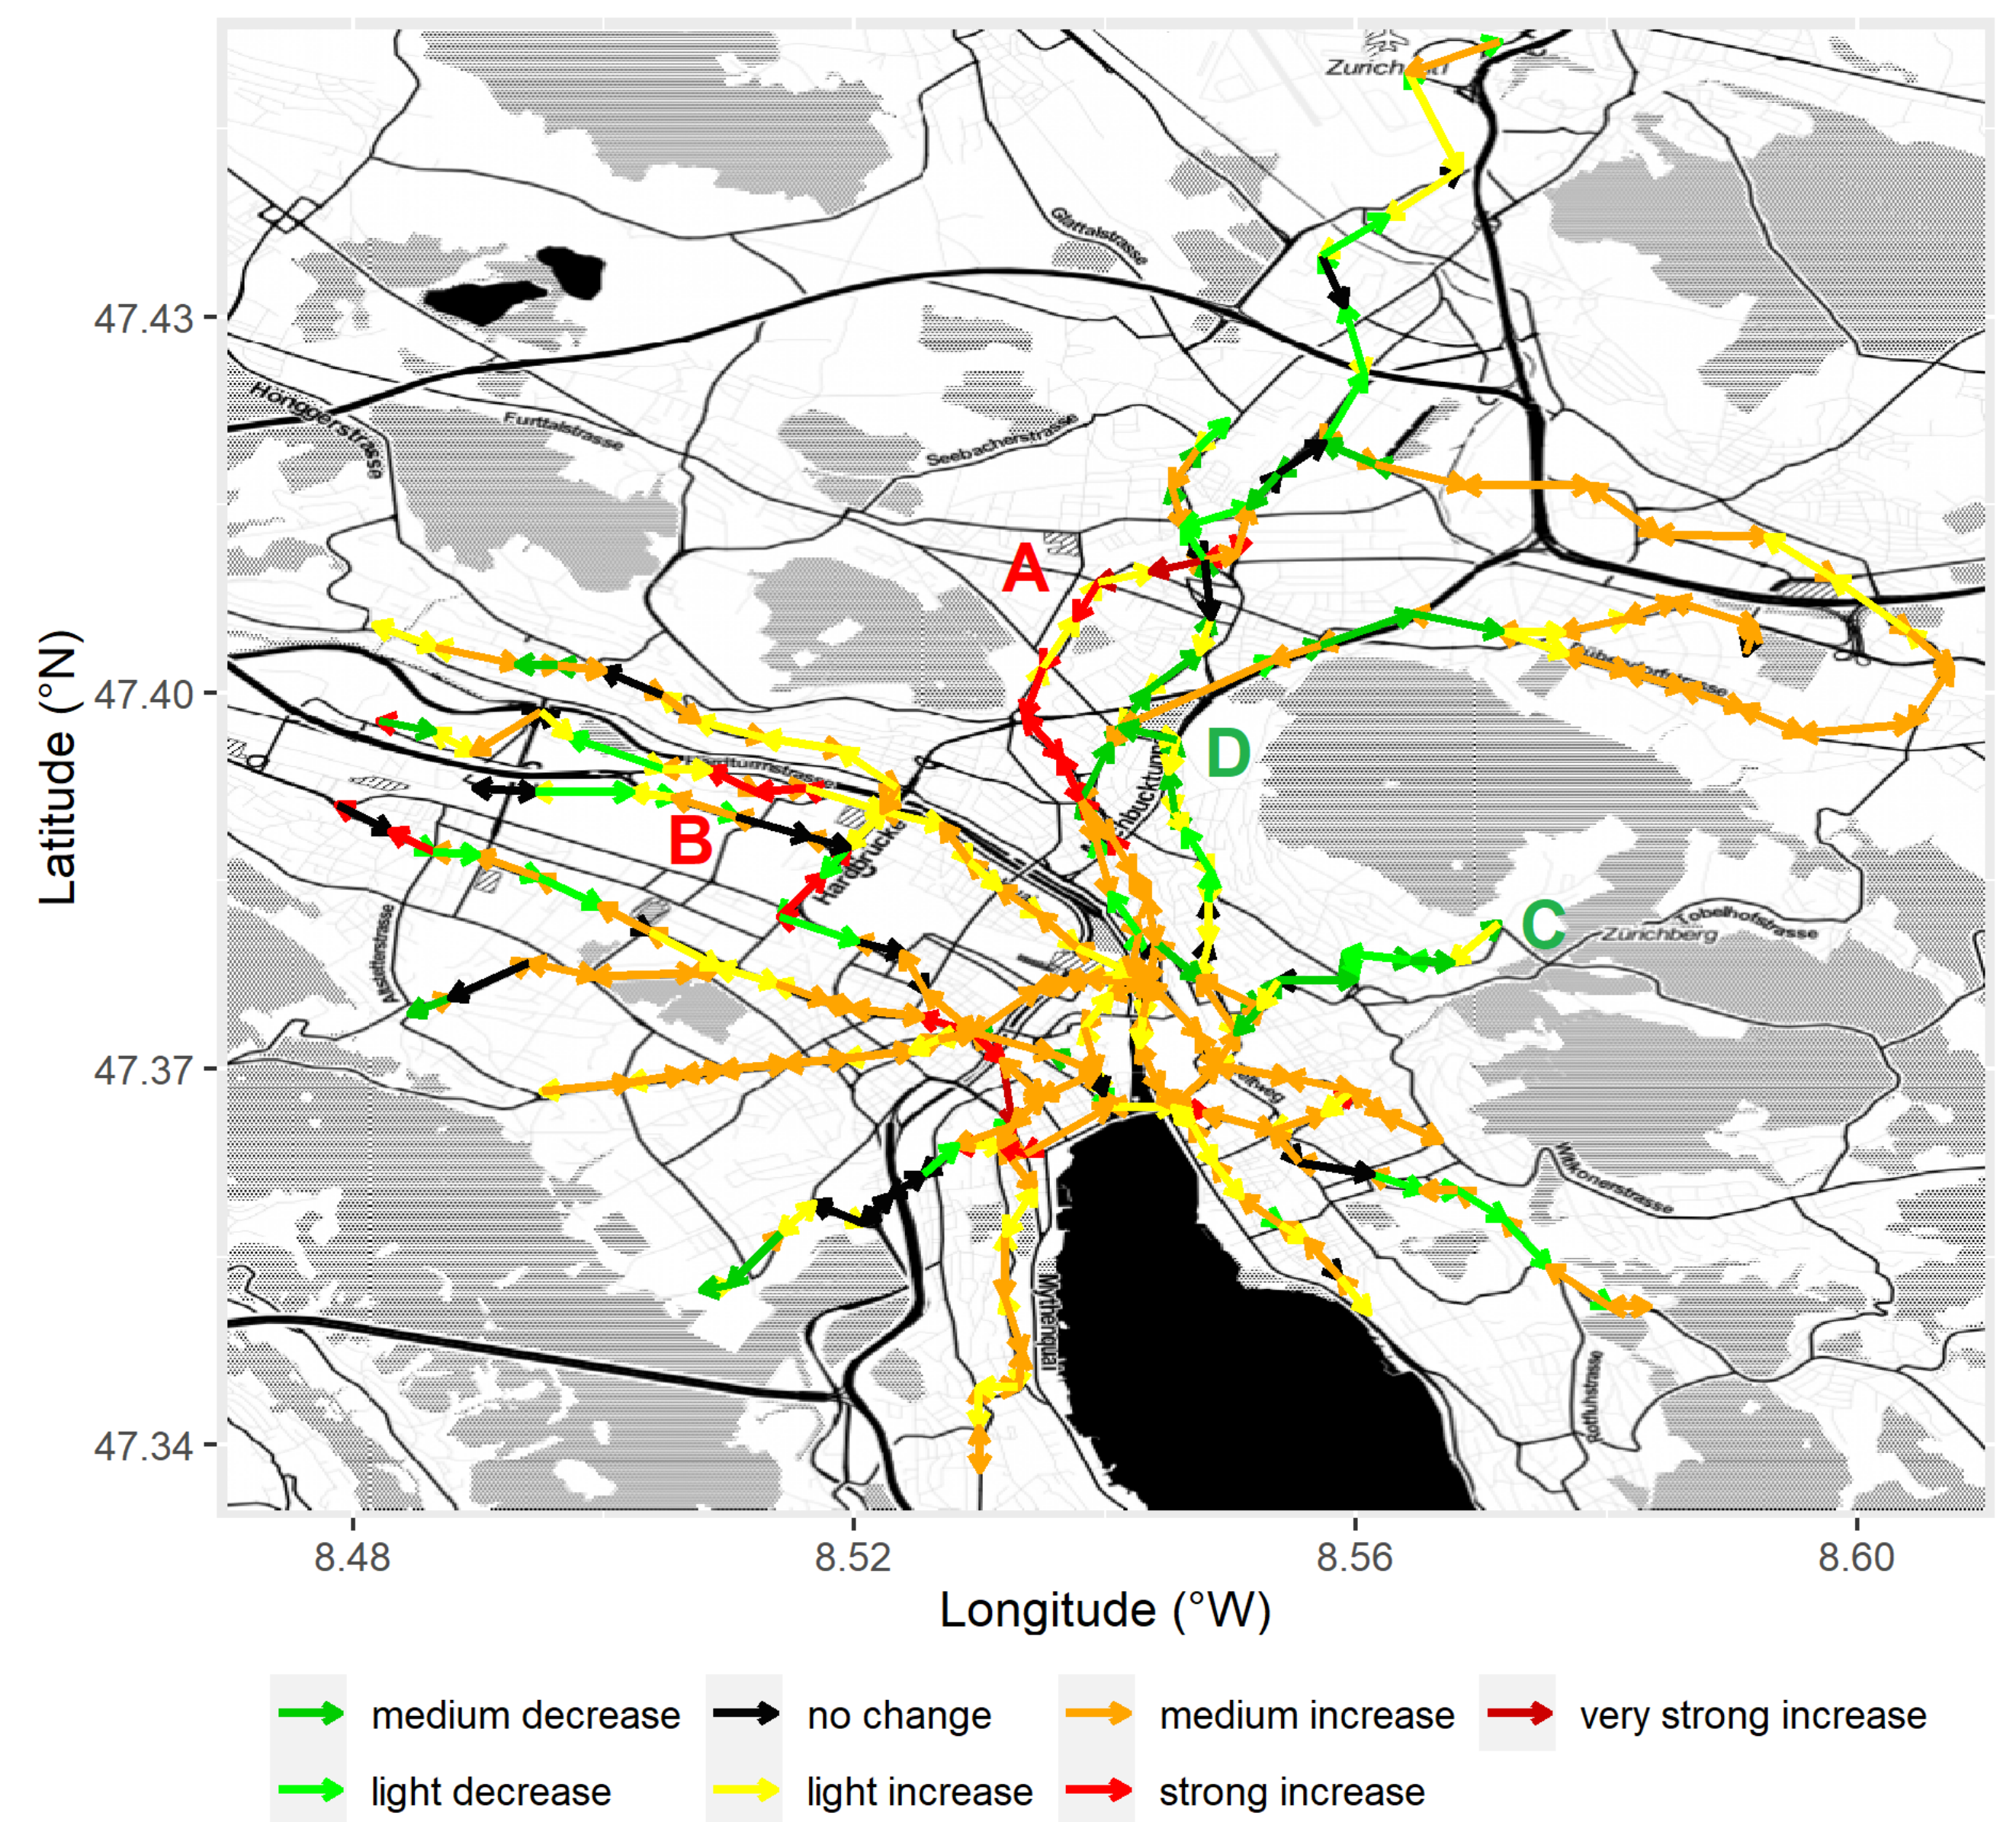 Zurich
Glattalstrasse
47.43
Hönggerstrasse
Furttalstrasse
Seebacherstrasse
A
Latitude (°N)
47.40
D
B
Hardbrücke
C
Tobelhofstrasse
Zürichberg
47.37
Witikonerstrasse
Mythenquai
Rotfluhstrasse
47.34
8.48
8.52
8.56
8.60
Longitude (°W)
medium decrease
no change
medium increase
very strong increase
light decrease
light increase
strong increase